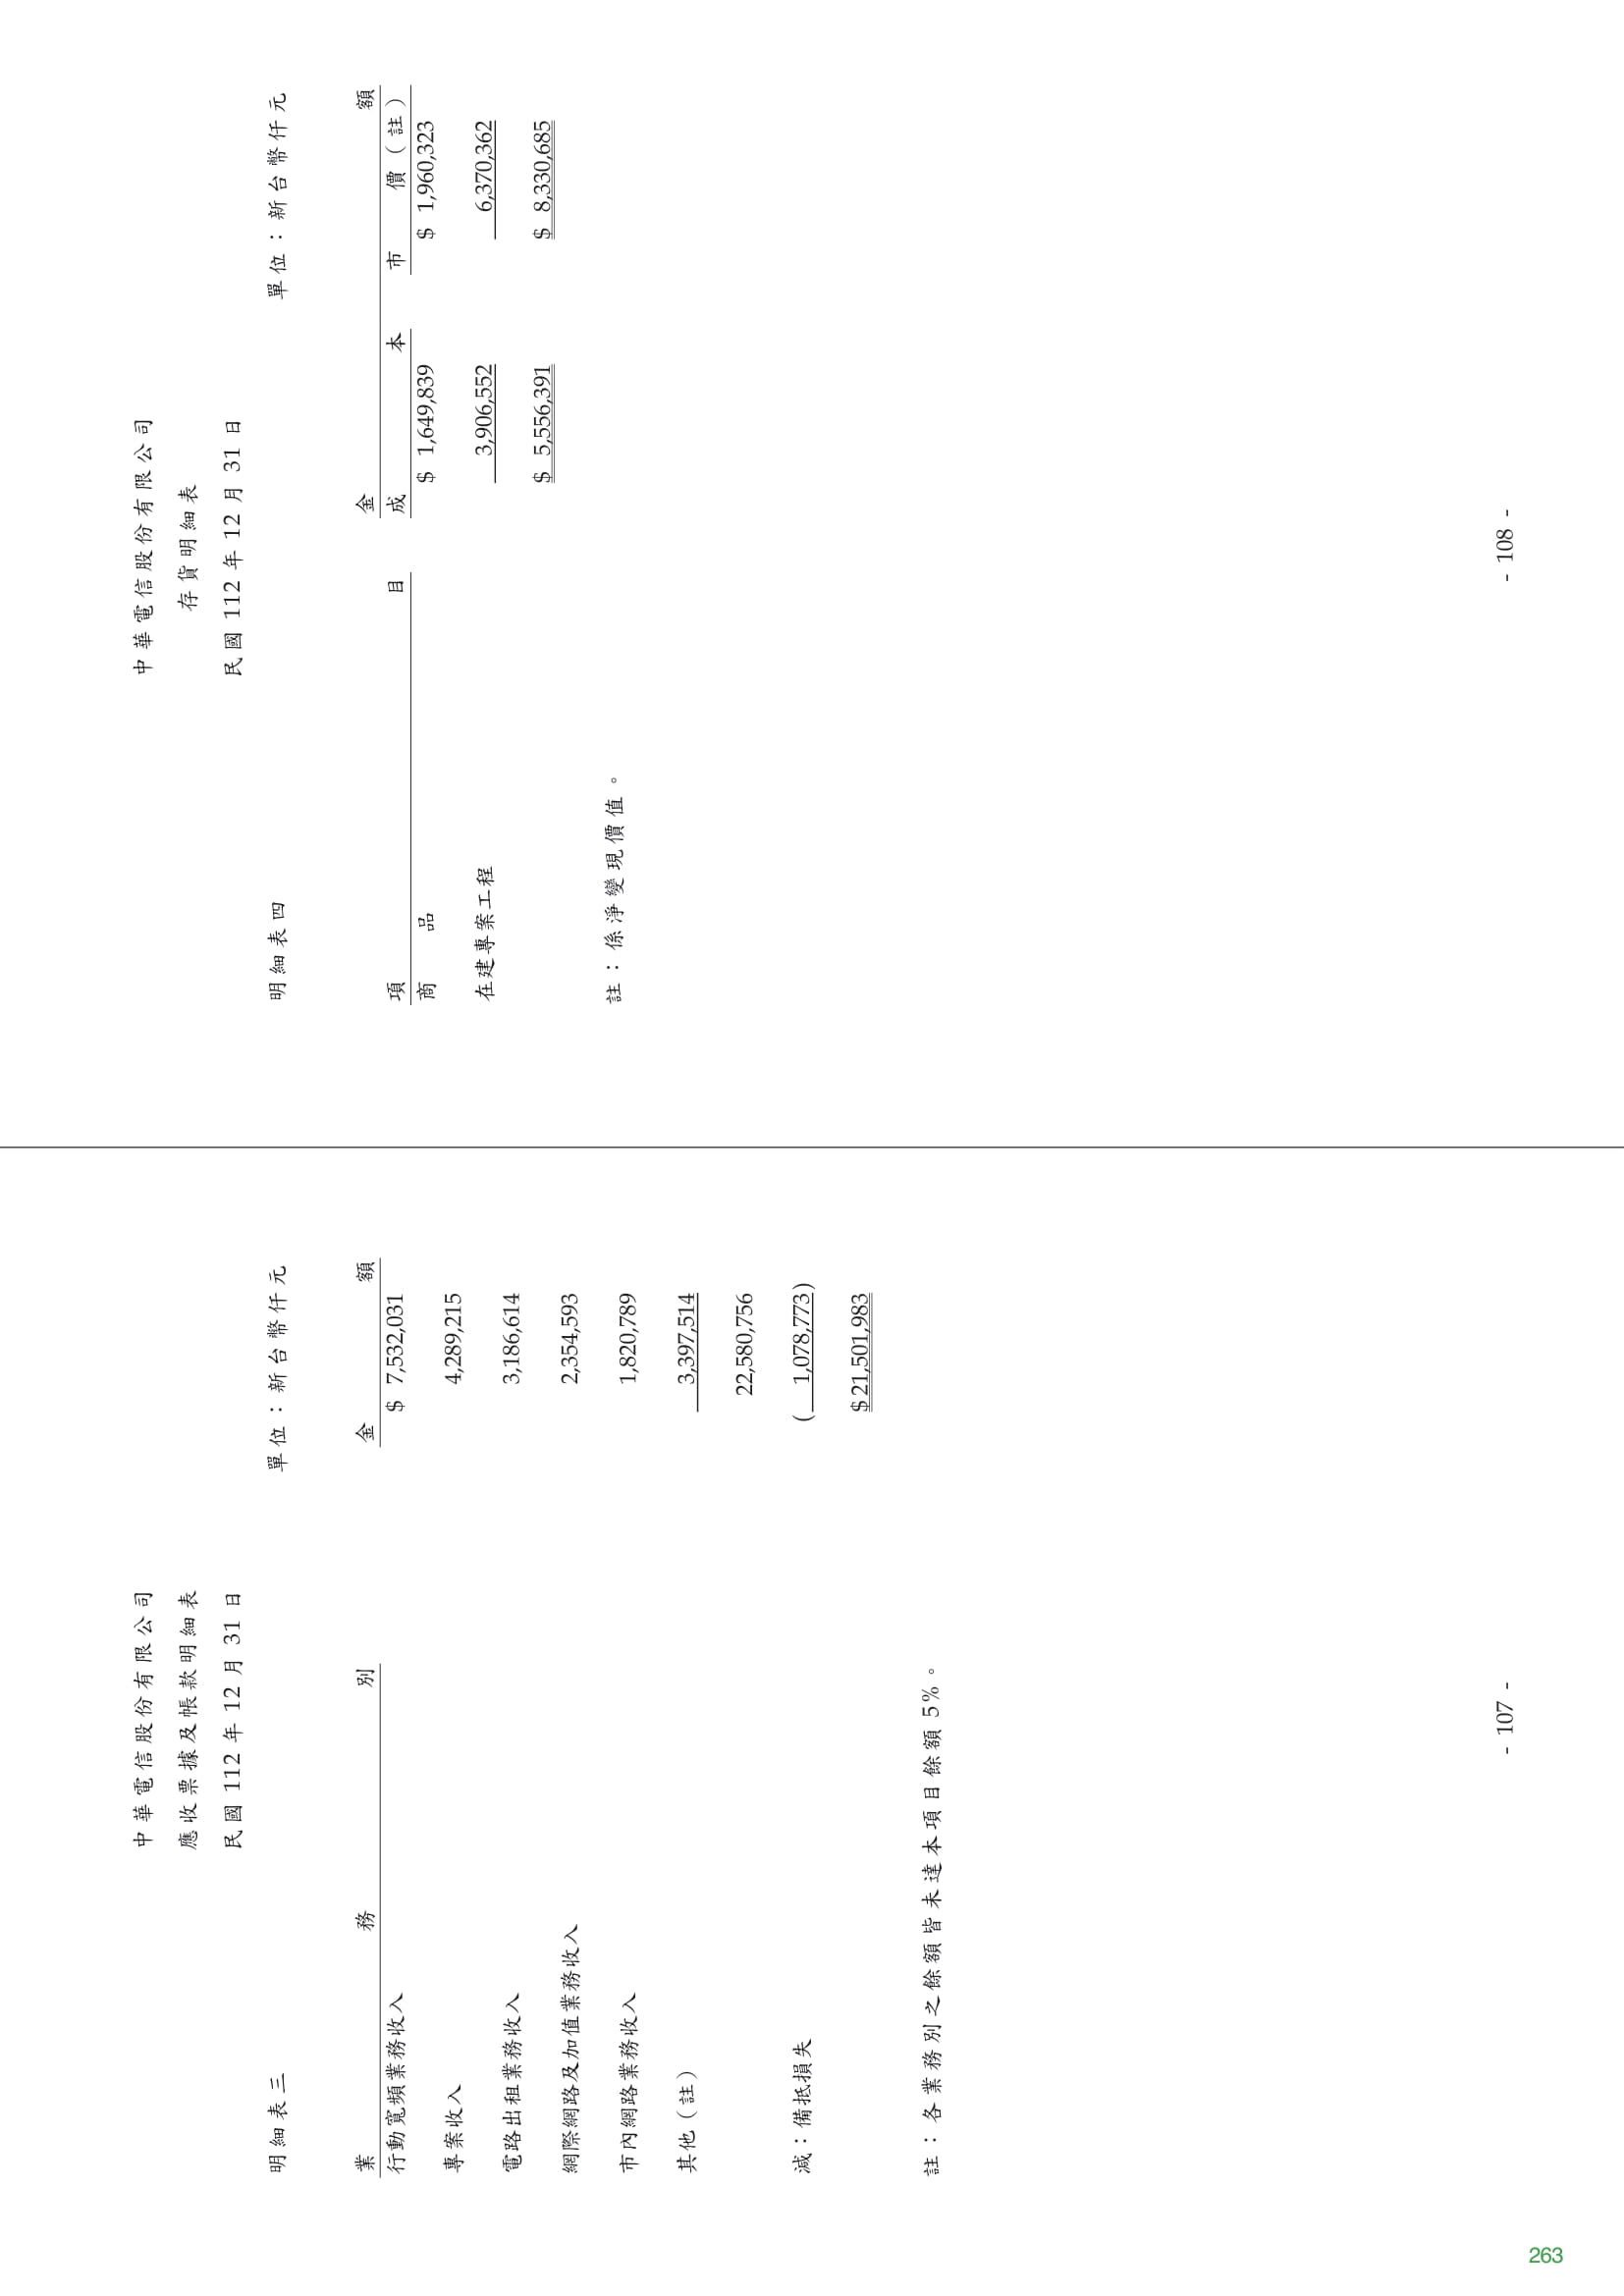 中華電信股份有限公司
應收票據及帳款明細表
民國 112 年 12 月 31 日
明細表三 單位：新台幣仟元
業務別 金額
行動寬頻業務收入 $ 7,532,031
專案收入 4,289,215
電路出租業務收入 3,186,614
網際網路及加值業務收入 2,354,593
市內網路業務收入 1,820,789
其他（註） 3,397,514
22,580,756
減：備抵損失 ( 1,078,773)
$ 21,501,983
註：各業務別之餘額皆未達本項目餘額 5%。
- 107 -
中華電信股份有限公司
存貨明細表
民國 112 年 12 月 31 日
明細表四 單位：新台幣仟元
金額
項目 成本 市價（註）
商品 $ 1,649,839 $ 1,960,323
在建專案工程 3,906,552 6,370,362
$ 5,556,391 $ 8,330,685
註：係淨變現價值。
- 108 -
263